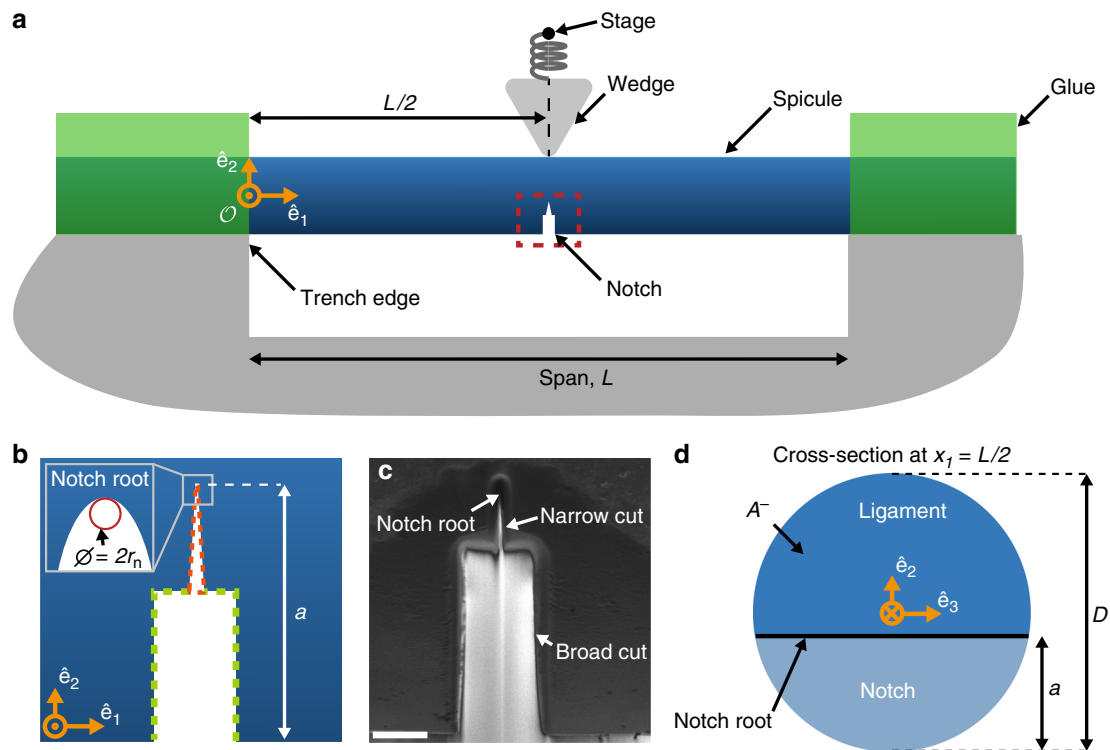 a
Stage
Wedge
L/2
Spicule
Glue
ê₂
𝒪
ê₁
Trench edge
Notch
Span, L
b
Notch root
∅ = 2rₙ
a
ê₂
ê₁
c
Notch root
Narrow cut
Broad cut
d
Cross-section at x₁ = L/2
Ligament
A⁻
ê₂
ê₃
D
Notch
a
Notch root